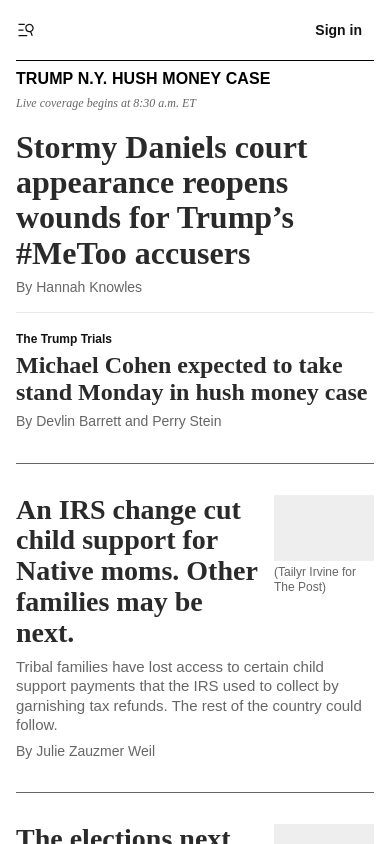 Sign in
TRUMP N.Y. HUSH MONEY CASE
Live coverage begins at 8:30 a.m. ET
Stormy Daniels court
appearance reopens
wounds for Trump’s
#MeToo accusers
By Hannah Knowles
The Trump Trials
Michael Cohen expected to take
stand Monday in hush money case
By Devlin Barrett and Perry Stein
An IRS change cut
child support for
Native moms. Other
families may be
next.
(Tailyr Irvine for
The Post)
Tribal families have lost access to certain child
support payments that the IRS used to collect by
garnishing tax refunds. The rest of the country could
follow.
By Julie Zauzmer Weil
The elections next